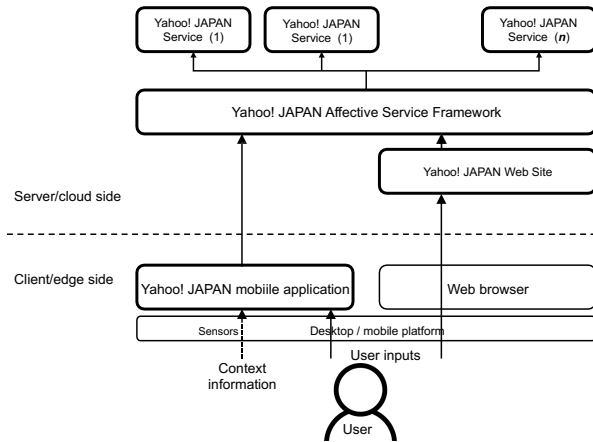 Yahoo! JAPAN
Service (1)
Yahoo! JAPAN
Service (1)
Yahoo! JAPAN
Service (n)
Yahoo! JAPAN Affective Service Framework
Yahoo! JAPAN Web Site
Server/cloud side
Client/edge side
Yahoo! JAPAN mobiile application
Web browser
Sensors
Desktop / mobile platform
User inputs
Context
information
User